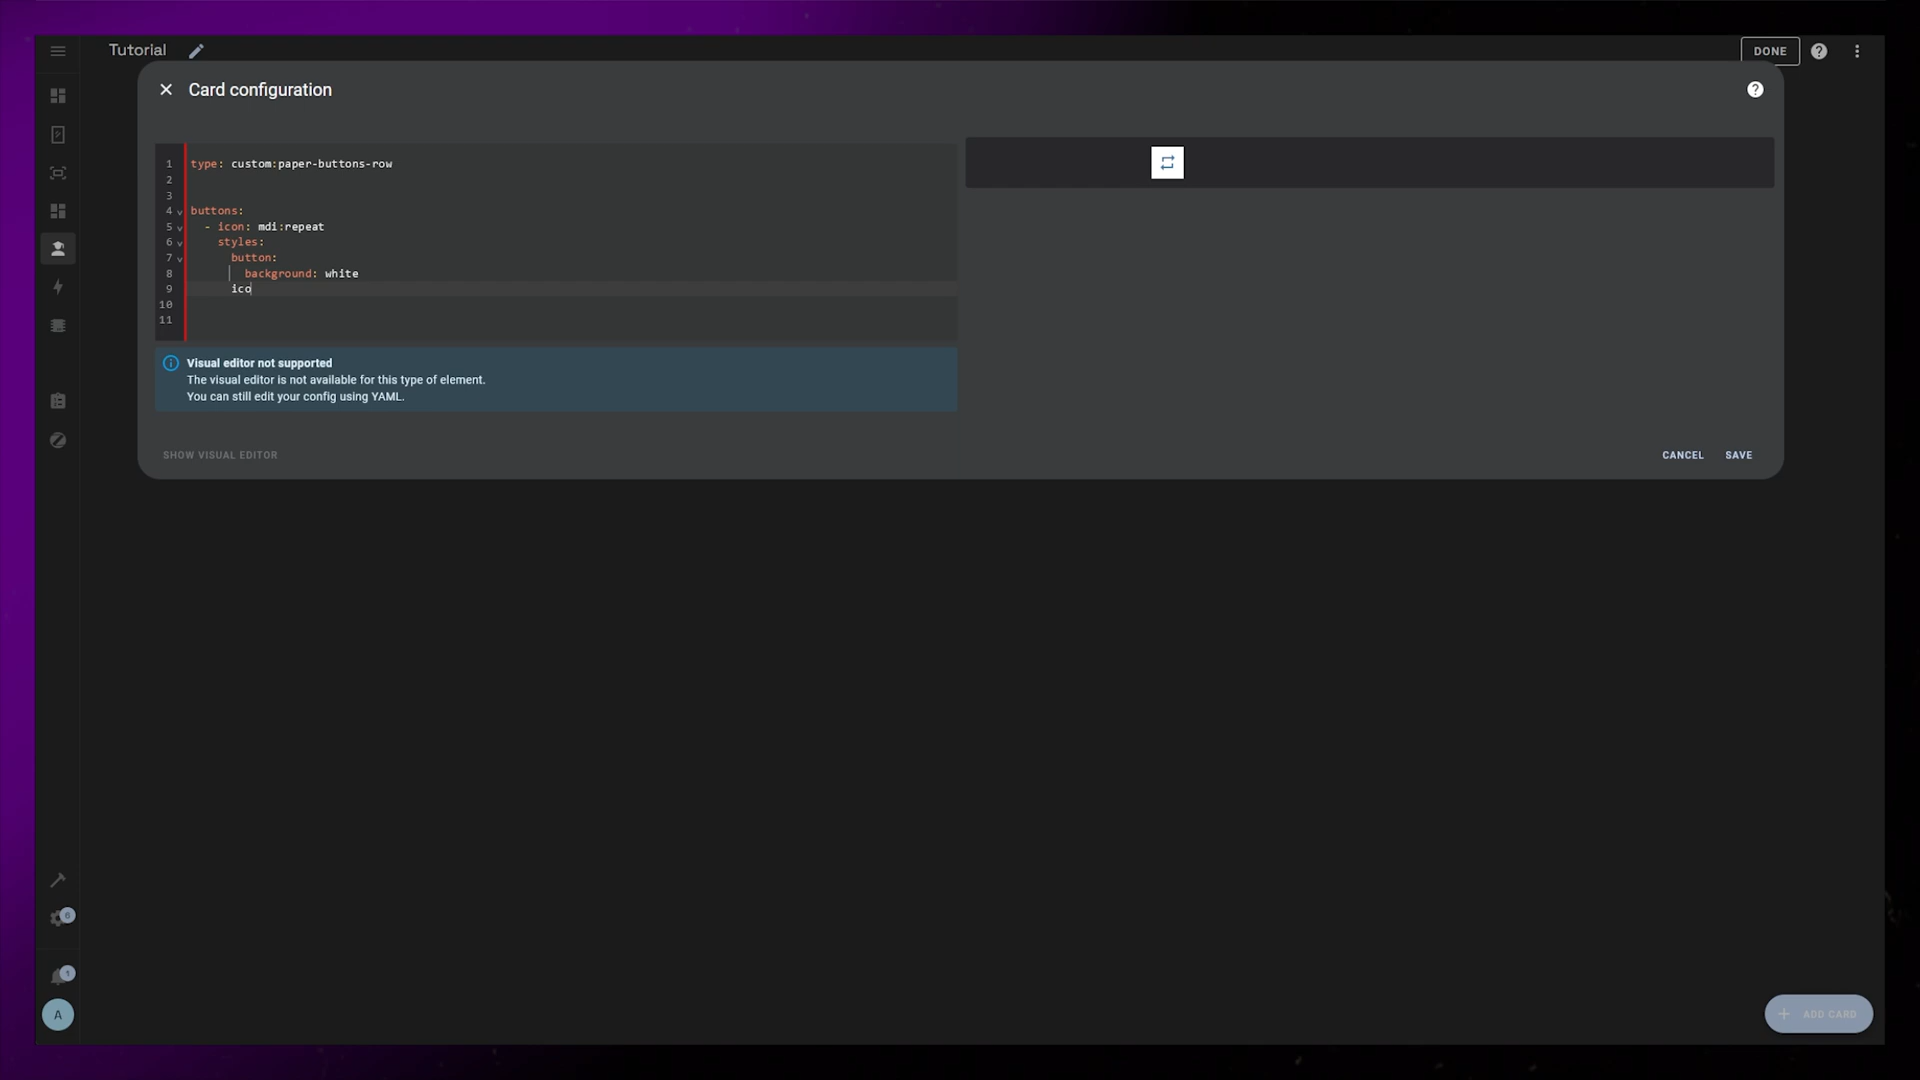 Tutorial
DONE
Card configuration
1 type: custom:paper-buttons-row
2
3
4 buttons:
5 - icon: mdi:repeat
6 styles:
7 button:
8 background: white
9 ico
10
11
Visual editor not supported
The visual editor is not available for this type of element.
You can still edit your config using YAML.
SHOW VISUAL EDITOR
CANCEL SAVE
6
1
A
ADD CARD